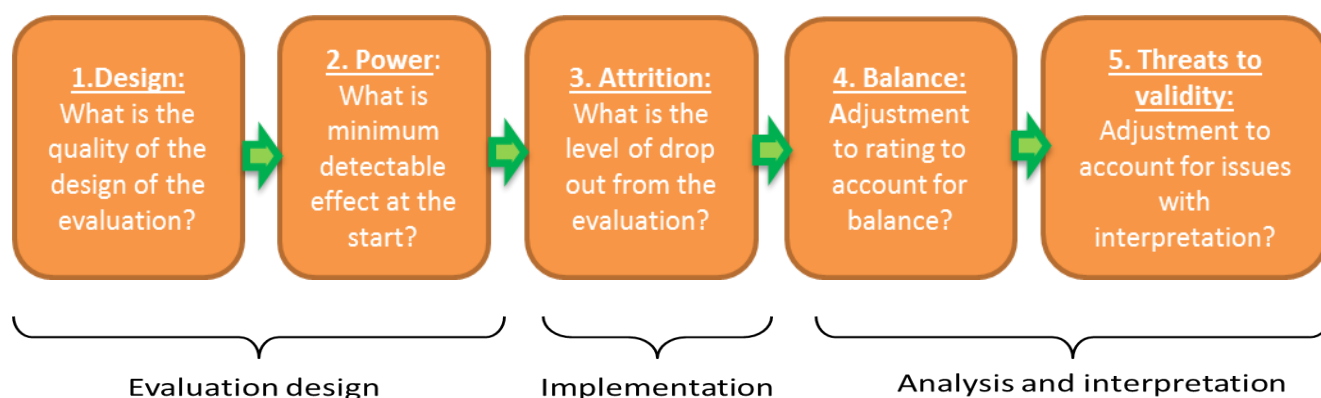 1.Design:
What is the
quality of the
design of the
evaluation?
2. Power:
What is
minimum
detectable
effect at the
start?
3. Attrition:
What is the
level of drop
out from the
evaluation?
4. Balance:
Adjustment
to rating to
account for
balance?
5. Threats to
validity:
Adjustment to
account for issues
with
interpretation?
Evaluation design
Implementation
Analysis and interpretation